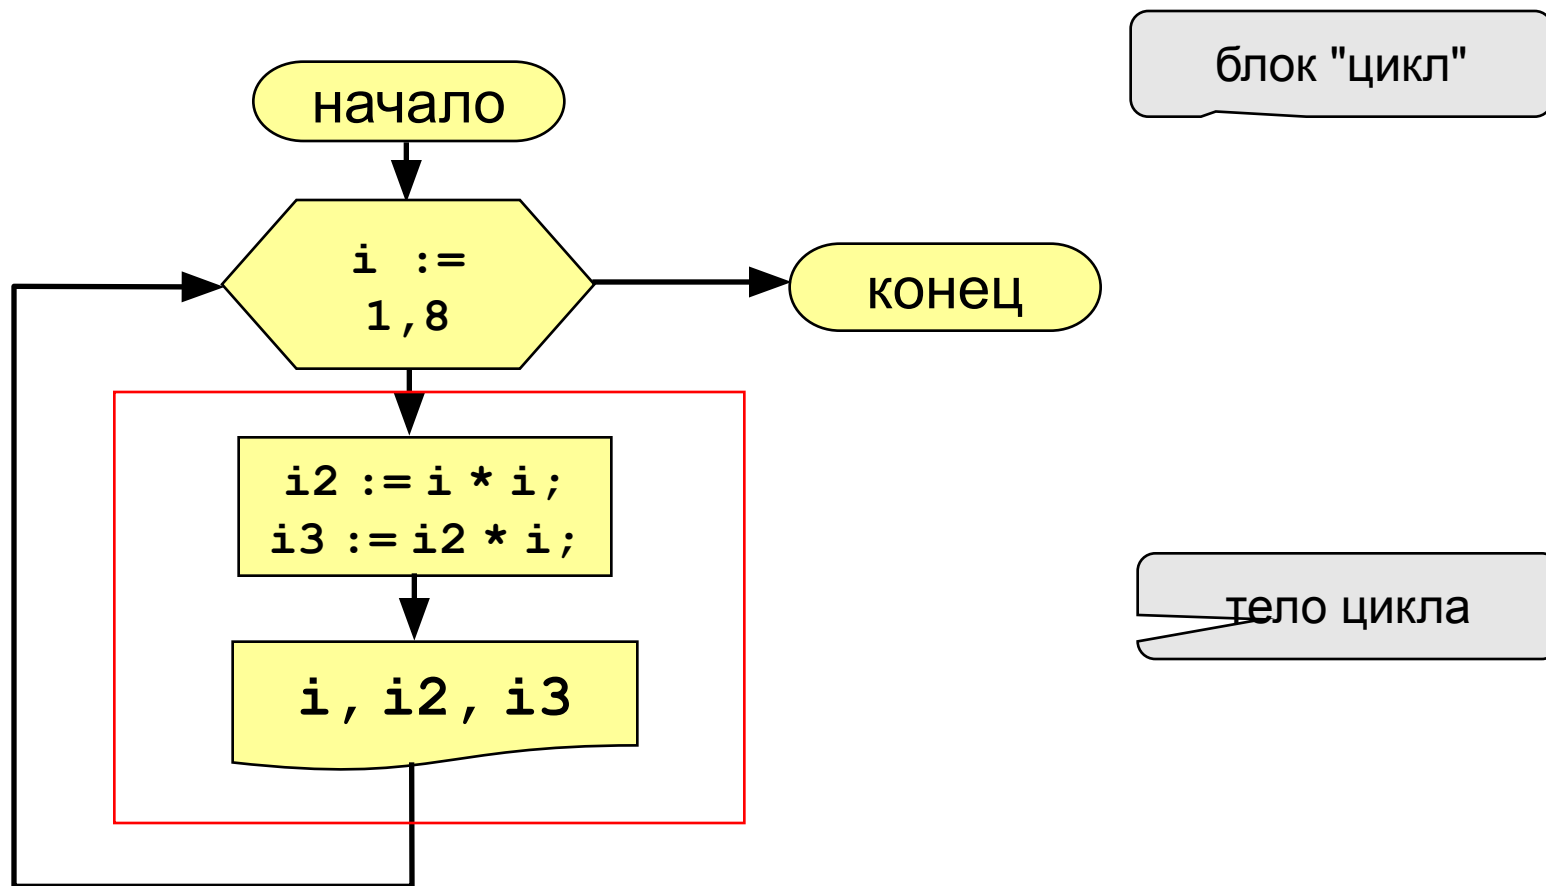 блок "цикл"
начало
i :=
1,8
конец
i2 := i * i;
i3 := i2 * i;
тело цикла
i, i2, i3